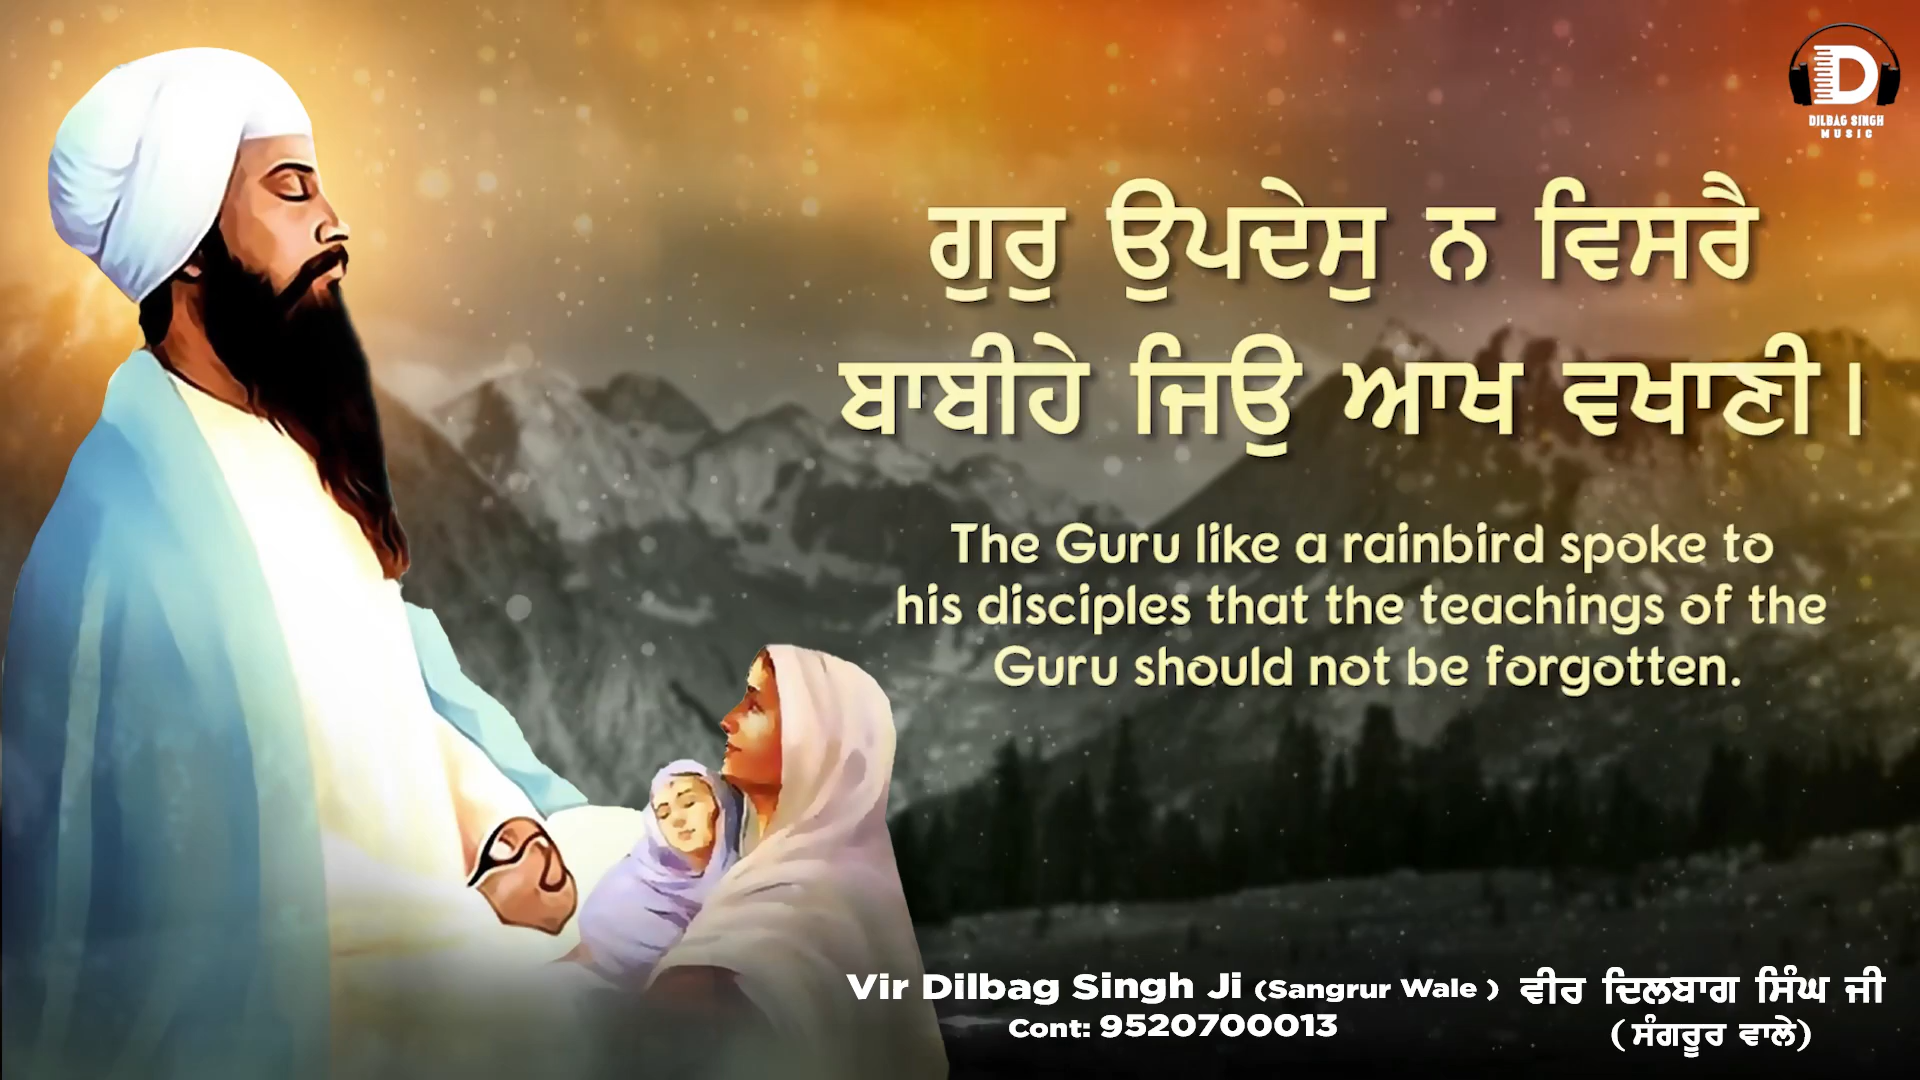 DILBAG SINGH
MUSIC
ਗੁਰੁ ਉਪਦੇਸੁ ਨ ਵਿਸਰੈ
ਬਾਬੀਹੇ ਜਿਉ ਆਖ ਵਖਾਣੀ।
The Guru like a rainbird spoke to
his disciples that the teachings of the
Guru should not be forgotten.
Vir Dilbag Singh Ji (Sangrur Wale ) ਵੀਰ ਦਿਲਬਾਗ ਸਿੰਘ ਜੀ
Cont: 9520700013 (ਸੰਗਰੂਰ ਵਾਲੇ)